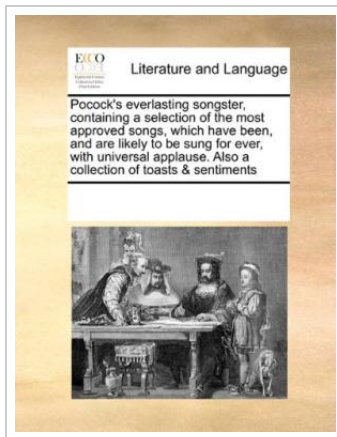 ECCO
Literature and Language
Pocock's everlasting songster,
containing a selection of the most
approved songs, which have been,
and are likely to be sung for ever,
with universal applause. Also a
collection of toasts & sentiments